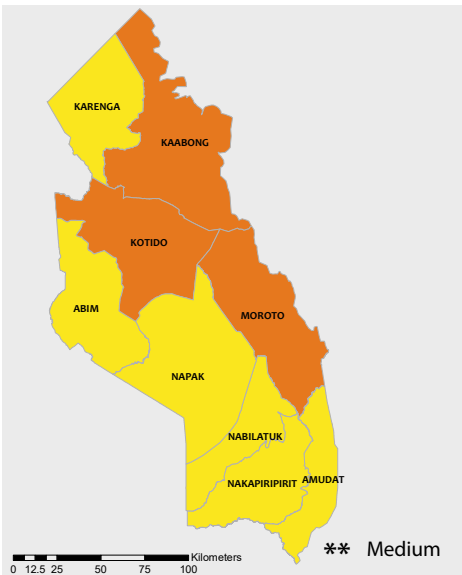 KARENGA
KAABONG
KOTIDO
ABIM
MOROTO
NAPAK
NABILATUK
NAKAPIRIPIRIT
AMUDAT
** Medium
Kilometers
0 12.5 25 50 75 100